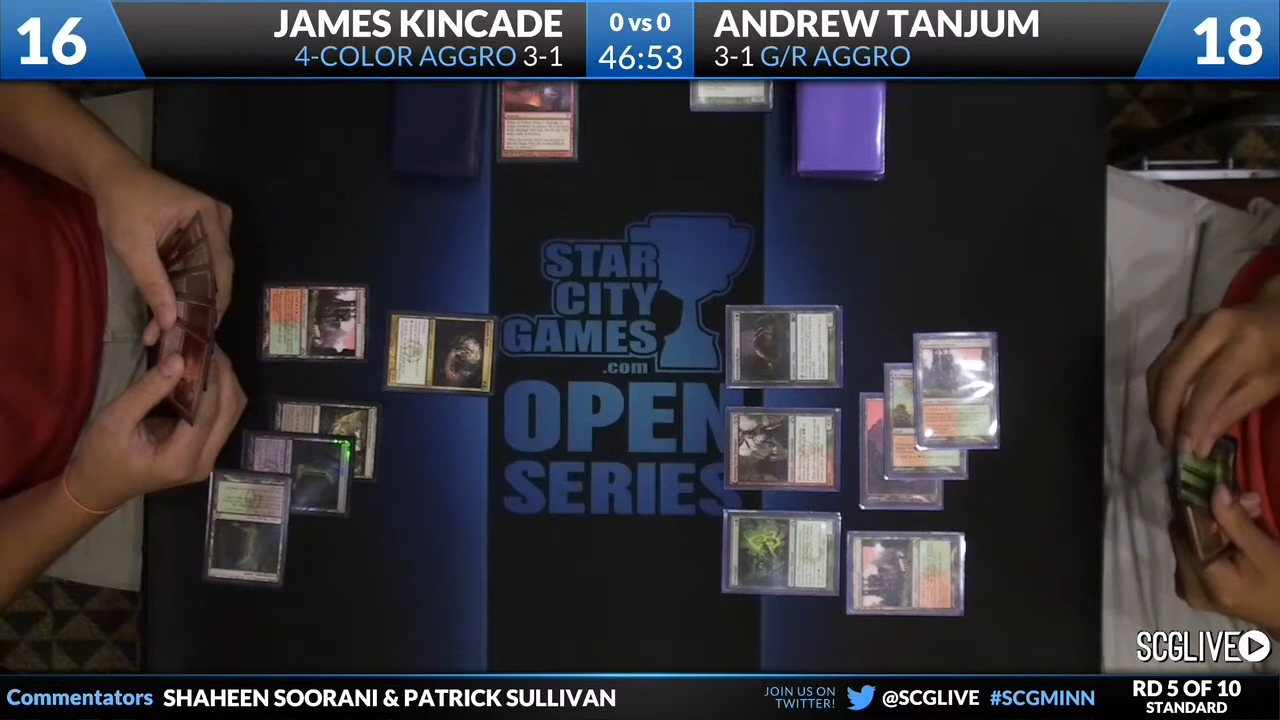 16
JAMES KINCADE
4-COLOR AGGRO 3-1
0 vs 0
46:53
ANDREW TANJUM
3-1 G/R AGGRO
18
STAR
CITY
GAMES
.com
OPEN
SERIES
SCGLIVE
Commentators SHAHEEN SOORANI & PATRICK SULLIVAN
JOIN US ON
TWITTER!
@SCGLIVE #SCGMINN
RD 5 OF 10
STANDARD